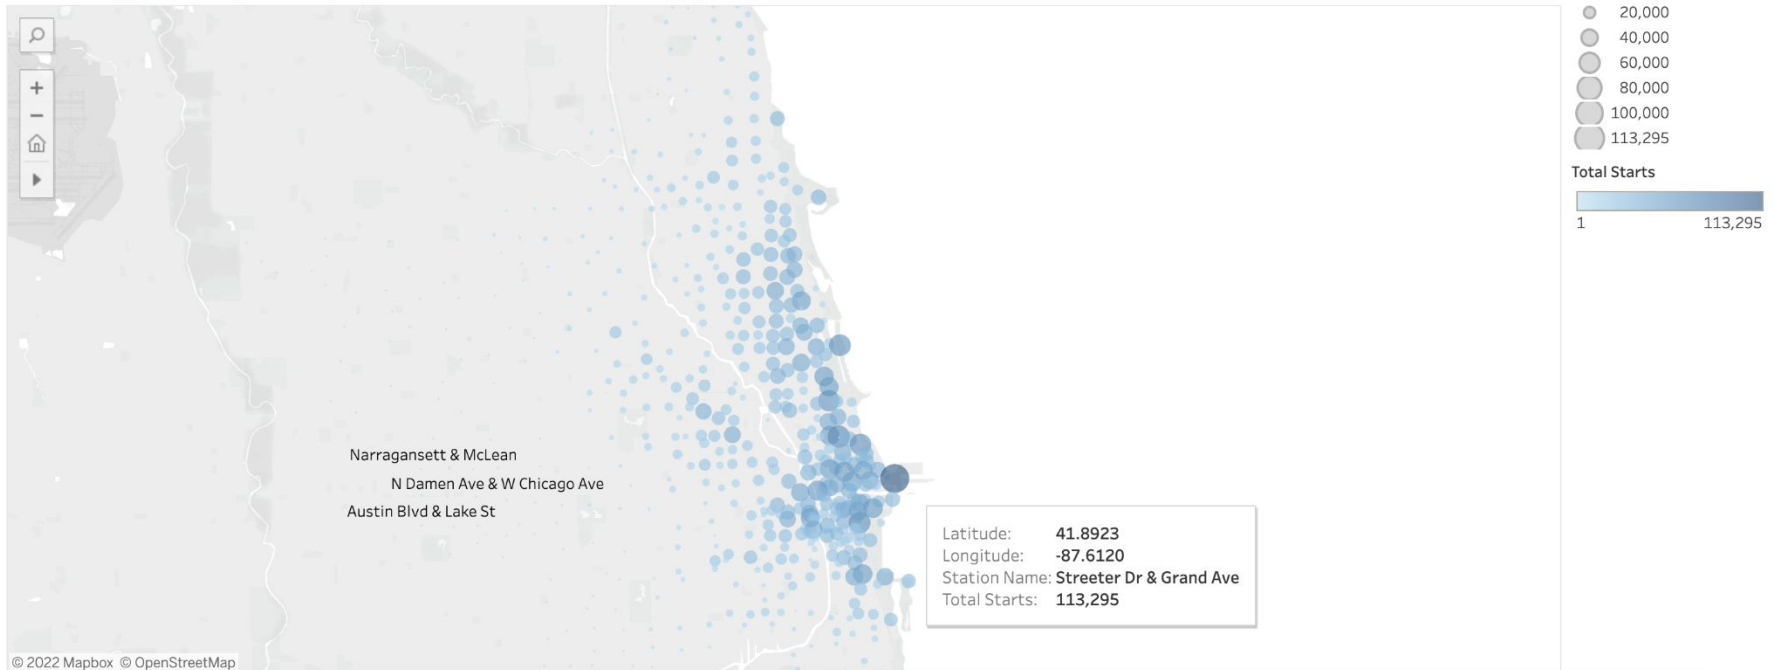 20,000
40,000
60,000
80,000
100,000
113,295
Total Starts
1 113,295
Narragansett & McLean
N Damen Ave & W Chicago Ave
Austin Blvd & Lake St
Latitude: 41.8923
Longitude: -87.6120
Station Name: Streeter Dr & Grand Ave
Total Starts: 113,295
© 2022 Mapbox © OpenStreetMap